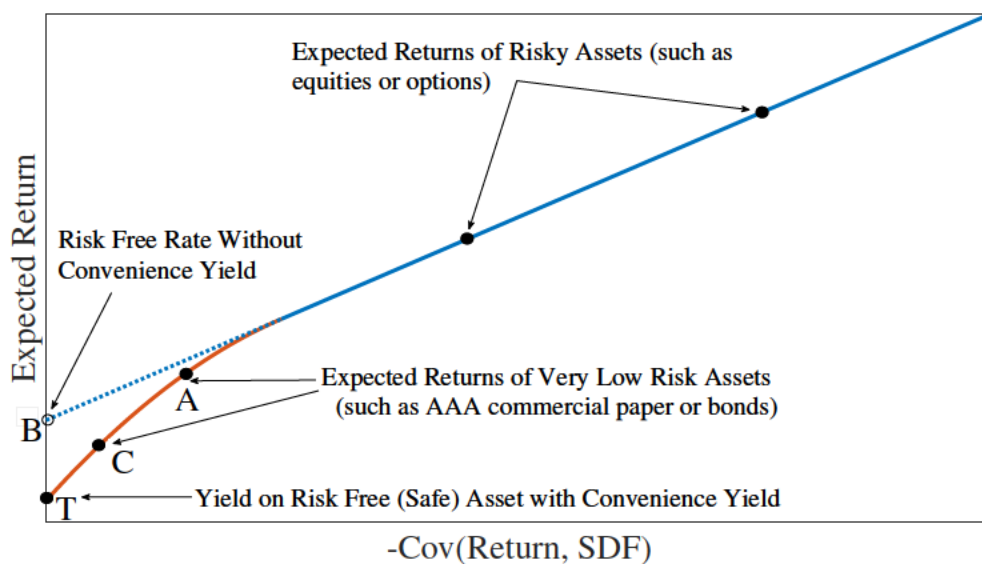 Expected Returns of Risky Assets (such as
equities or options)
Expected Return
Risk Free Rate Without
Convenience Yield
A
Expected Returns of Very Low Risk Assets
(such as AAA commercial paper or bonds)
B
C
T
Yield on Risk Free (Safe) Asset with Convenience Yield
-Cov(Return, SDF)